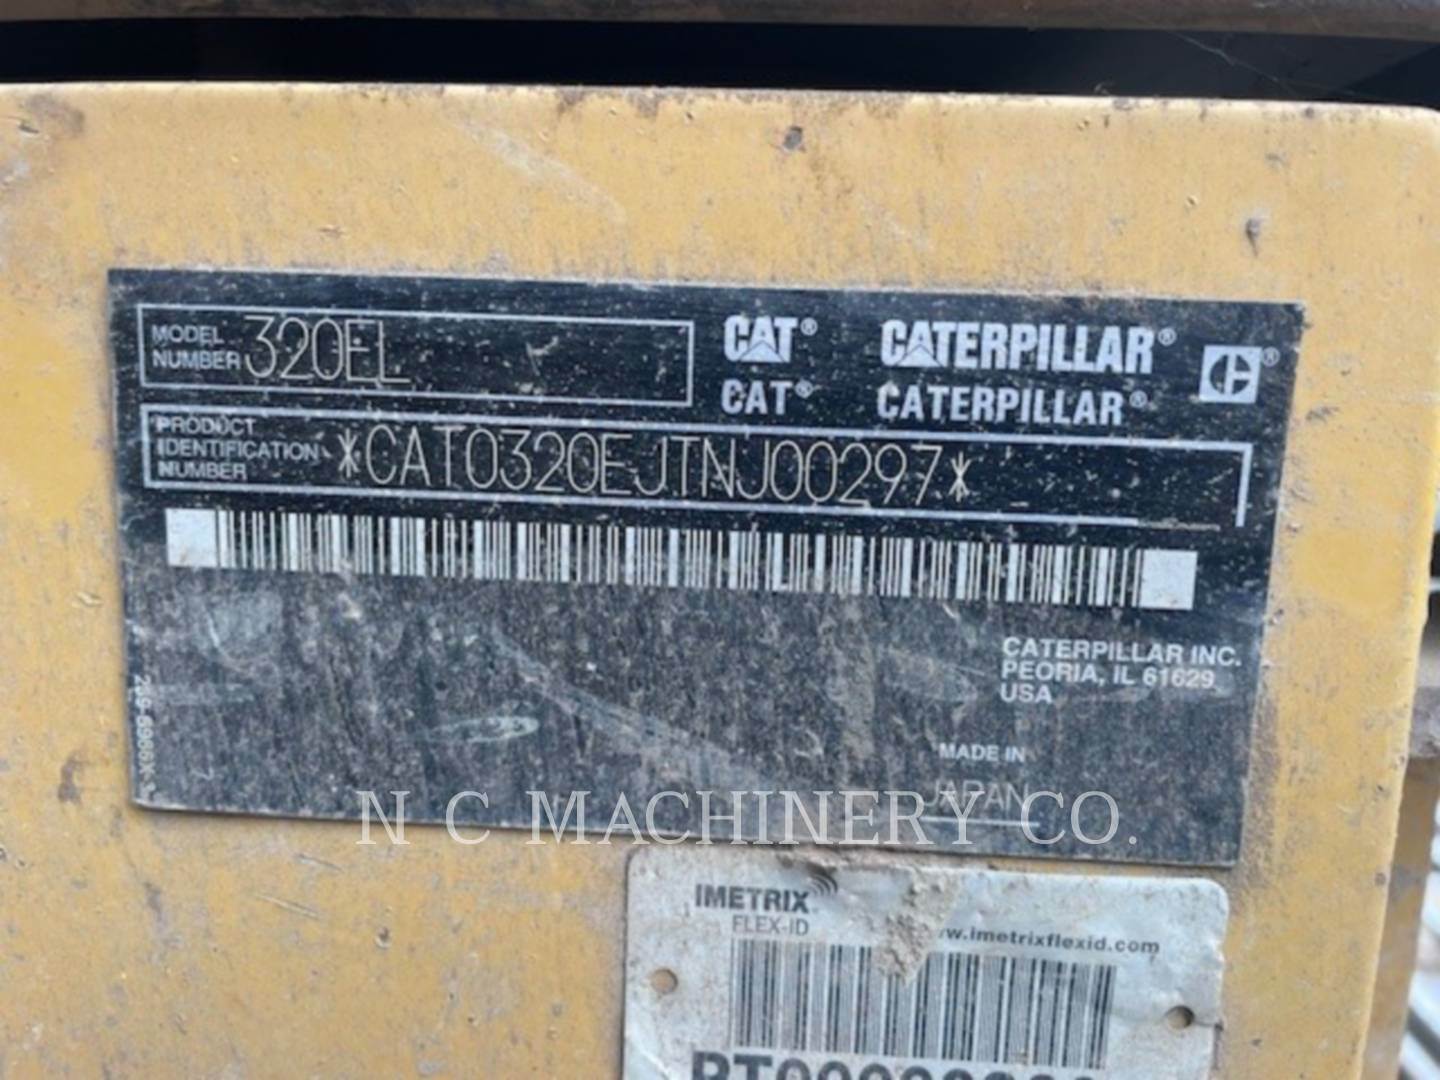 MODEL NUMBER 320EL
CAT® CATERPILLAR®
CAT® CATERPILLAR®
PRODUCT IDENTIFICATION NUMBER *CAT0320EJTNJ00297*
CATERPILLAR INC.
PEORIA, IL 61629
USA
MADE IN
JAPAN
N C MACHINERY CO.
IMETRIX
FLEX-ID
www.imetrixflexid.com